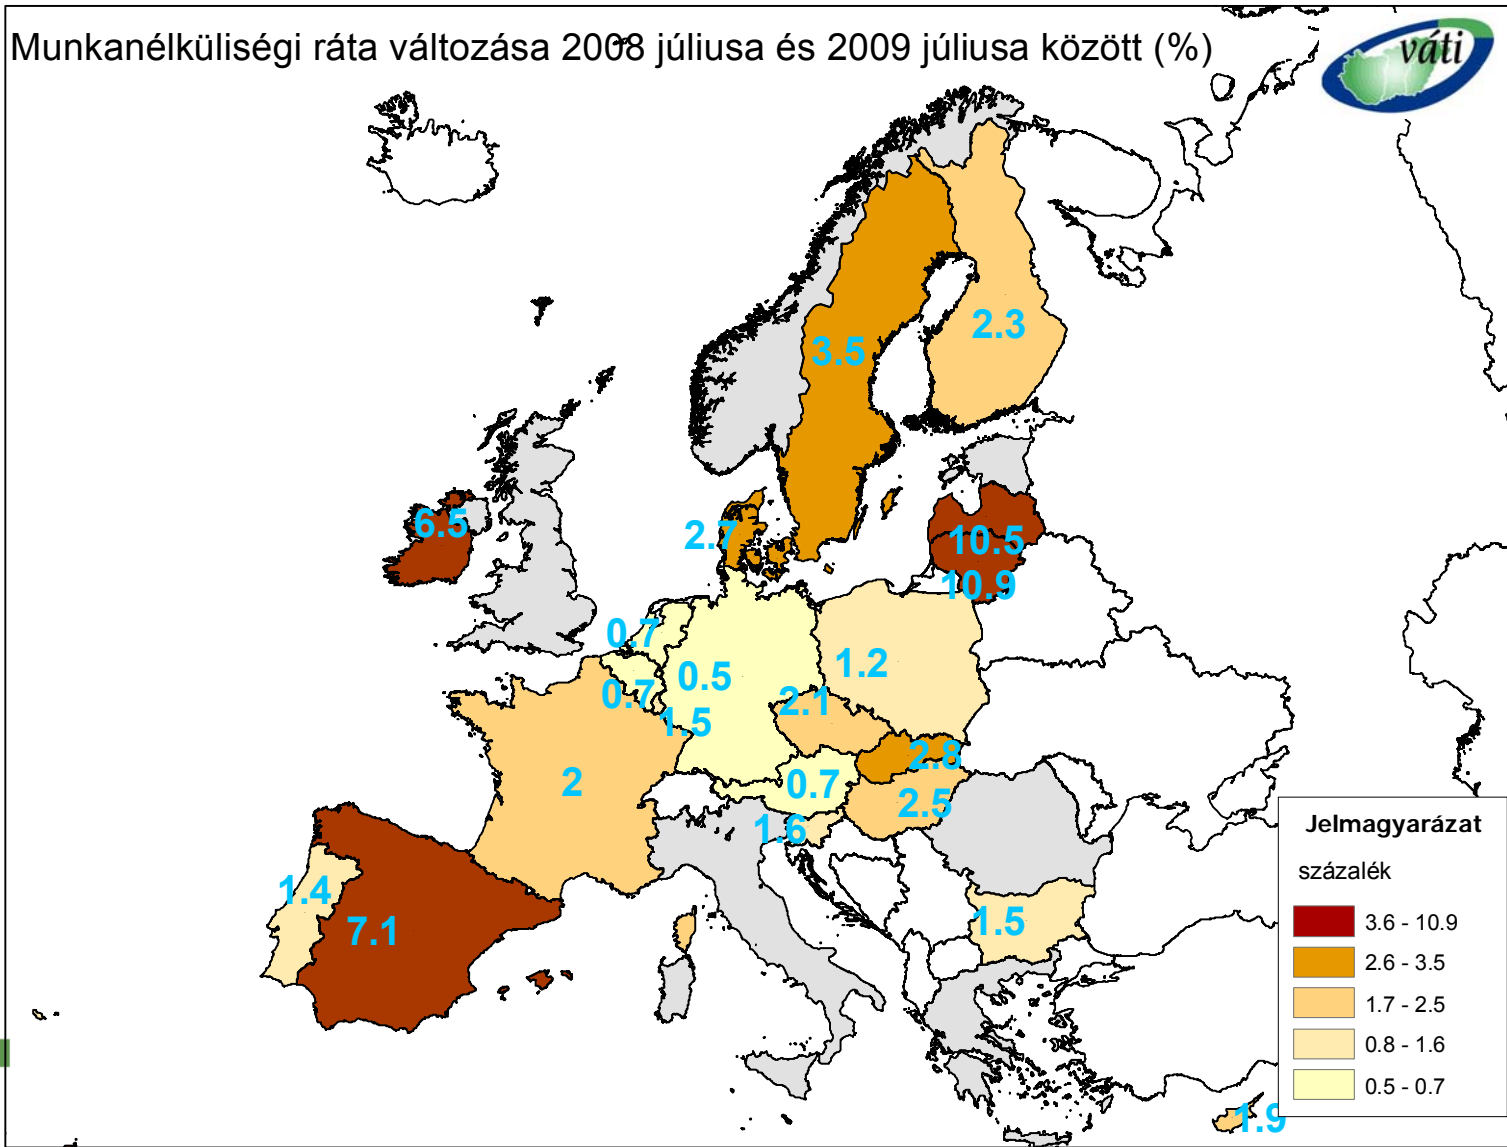 Munkanélküliségi ráta változása 2008 júliusa és 2009 júliusa között (%)
váti
2.3
3.5
6.5
2.7
10.5
10.9
0.7
0.5
1.2
0.7
2.1
1.5
2.8
2
0.7
2.5
1.6
1.4
7.1
1.5
1.9
Jelmagyarázat
százalék
3.6 - 10.9
2.6 - 3.5
1.7 - 2.5
0.8 - 1.6
0.5 - 0.7